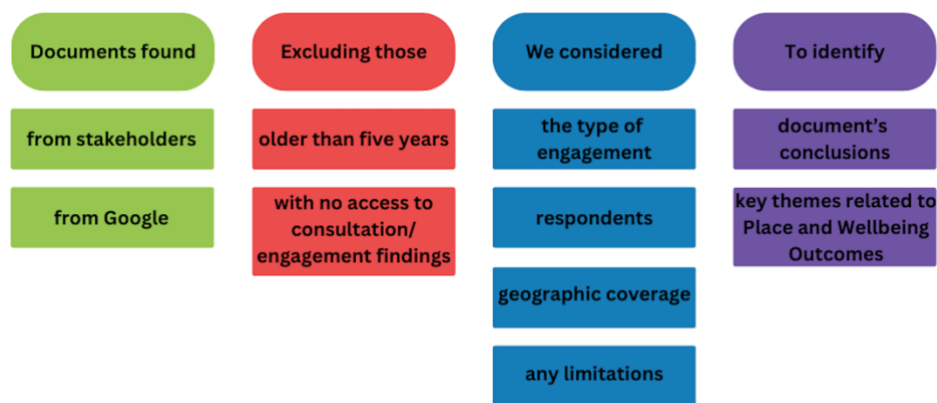 Documents found
from stakeholders
from Google
Excluding those
older than five years
with no access to
consultation/
engagement findings
We considered
the type of
engagement
respondents
geographic coverage
any limitations
To identify
document’s
conclusions
key themes related to
Place and Wellbeing
Outcomes